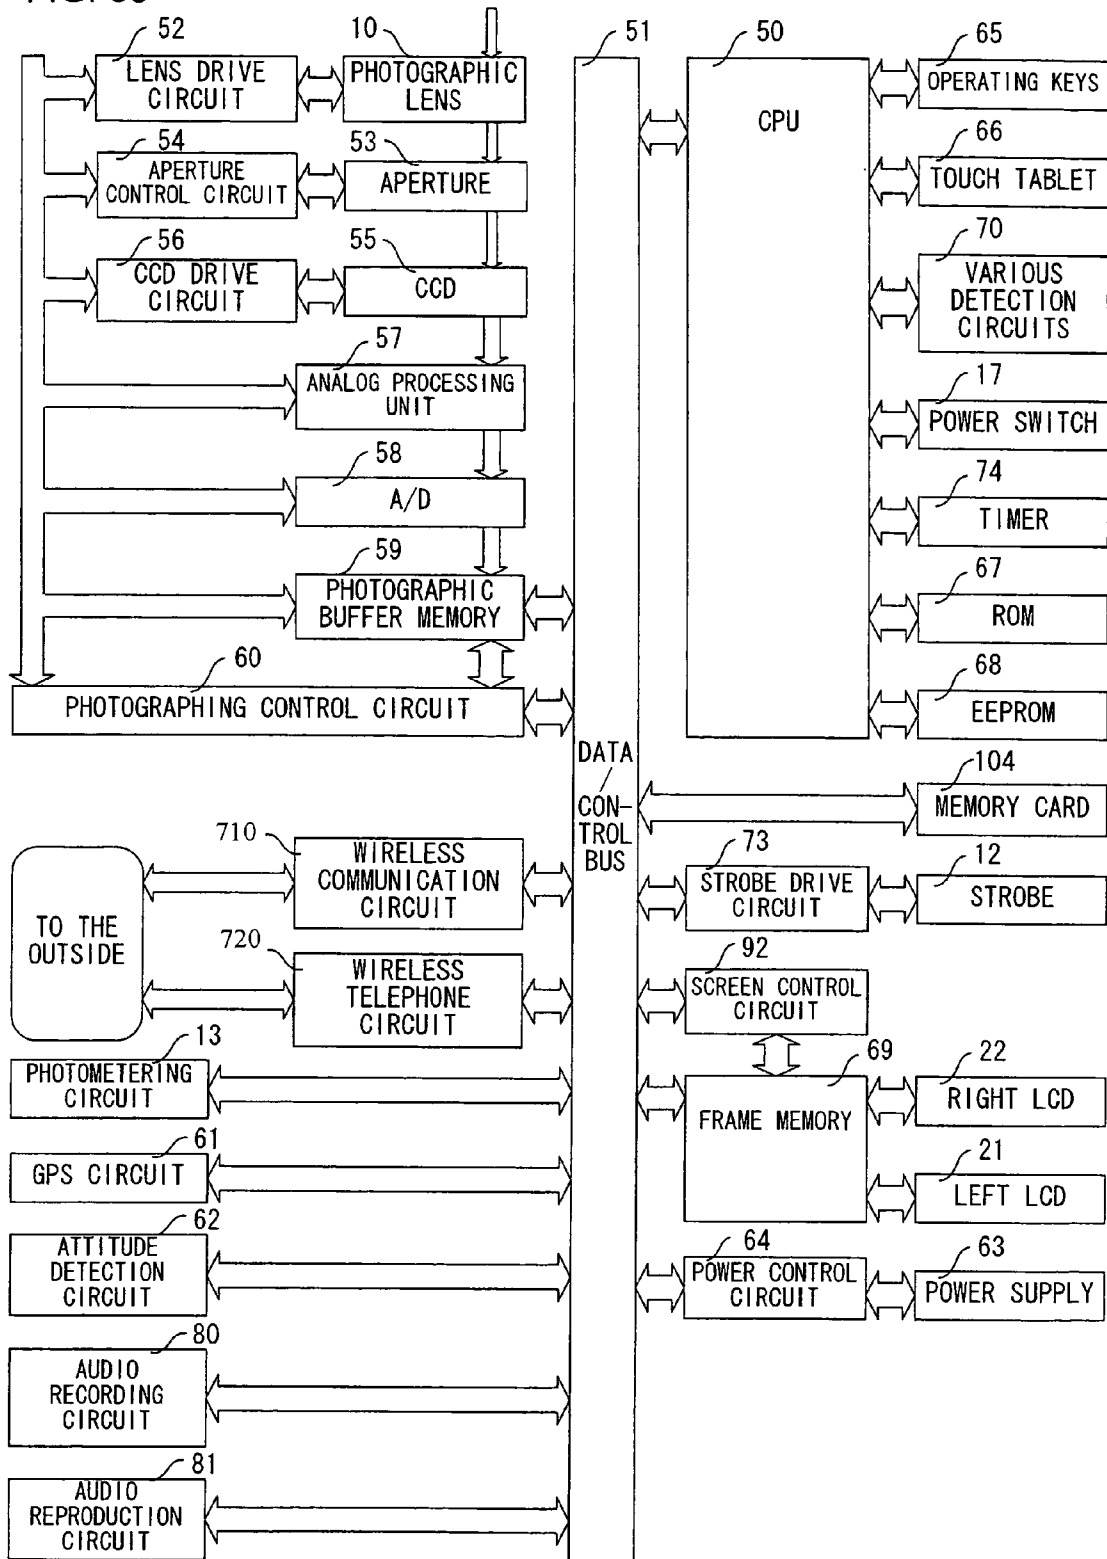 52
10
51
50
65
LENS DRIVE
CIRCUIT
PHOTOGRAPHIC
LENS
CPU
OPERATING KEYS
54
53
66
APERTURE
CONTROL CIRCUIT
APERTURE
TOUCH TABLET
56
55
70
CCD DRIVE
CIRCUIT
CCD
VARIOUS
DETECTION
CIRCUITS
57
ANALOG PROCESSING
UNIT
17
POWER SWITCH
58
A/D
74
TIMER
59
PHOTOGRAPHIC
BUFFER MEMORY
67
ROM
60
PHOTOGRAPHING CONTROL CIRCUIT
68
EEPROM
DATA
/
CON-
TROL
BUS
104
MEMORY CARD
710
WIRELESS
COMMUNICATION
CIRCUIT
73
STROBE DRIVE
CIRCUIT
12
STROBE
TO THE
OUTSIDE
720
WIRELESS
TELEPHONE
CIRCUIT
92
SCREEN CONTROL
CIRCUIT
13
PHOTOMETERING
CIRCUIT
69
FRAME MEMORY
22
RIGHT LCD
61
GPS CIRCUIT
21
LEFT LCD
62
ATTITUDE
DETECTION
CIRCUIT
64
POWER CONTROL
CIRCUIT
63
POWER SUPPLY
80
AUDIO
RECORDING
CIRCUIT
81
AUDIO
REPRODUCTION
CIRCUIT